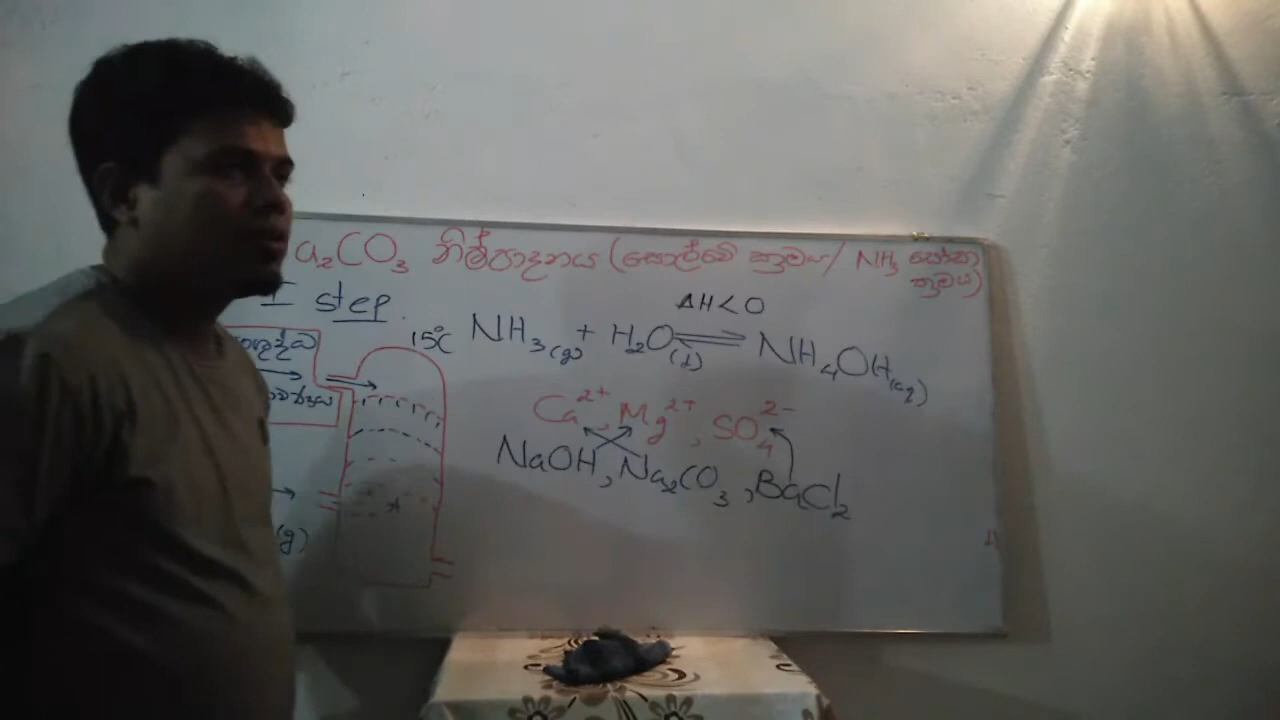 a₂CO₃ නිෂ්පාදනය (සොල්වේ ක්‍රමය/ NH₃ සෝඩා
ක්‍රමය)
I step.
ΔH<0
15°C
NH₃(g) + H₂O(l) ⇌ NH₄OH(aq)
Ca²⁺, Mg²⁺, SO₄²⁻
NaOH, Na₂CO₃, BaCl₂
(g)